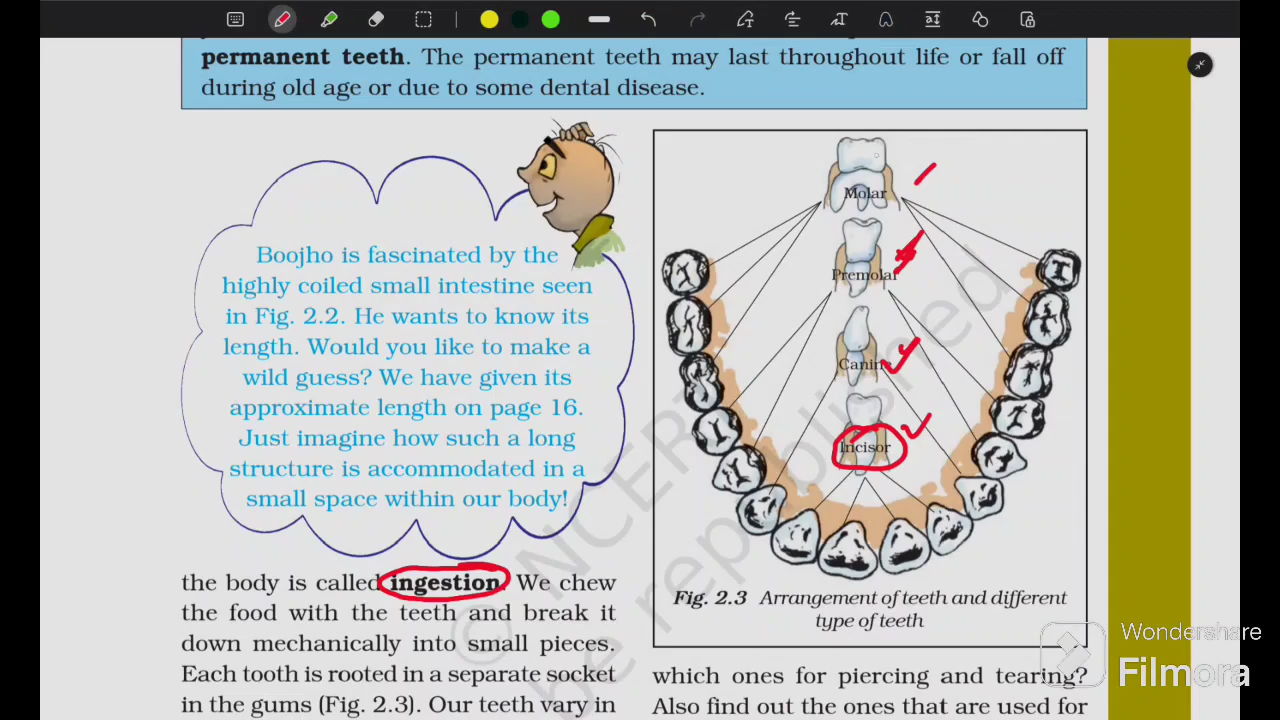 permanent teeth. The permanent teeth may last throughout life or fall off
during old age or due to some dental disease.
Boojho is fascinated by the
highly coiled small intestine seen
in Fig. 2.2. He wants to know its
length. Would you like to make a
wild guess? We have given its
approximate length on page 16.
Just imagine how such a long
structure is accommodated in a
small space within our body!
Molar
Premolar
Canine
Incisor
Fig. 2.3 Arrangement of teeth and different
type of teeth
the body is called ingestion. We chew
the food with the teeth and break it
down mechanically into small pieces.
Each tooth is rooted in a separate socket
in the gums (Fig. 2.3). Our teeth vary in
which ones for piercing and tearing?
Also find out the ones that are used for
© NCERT
be republished
Wondershare
Filmora